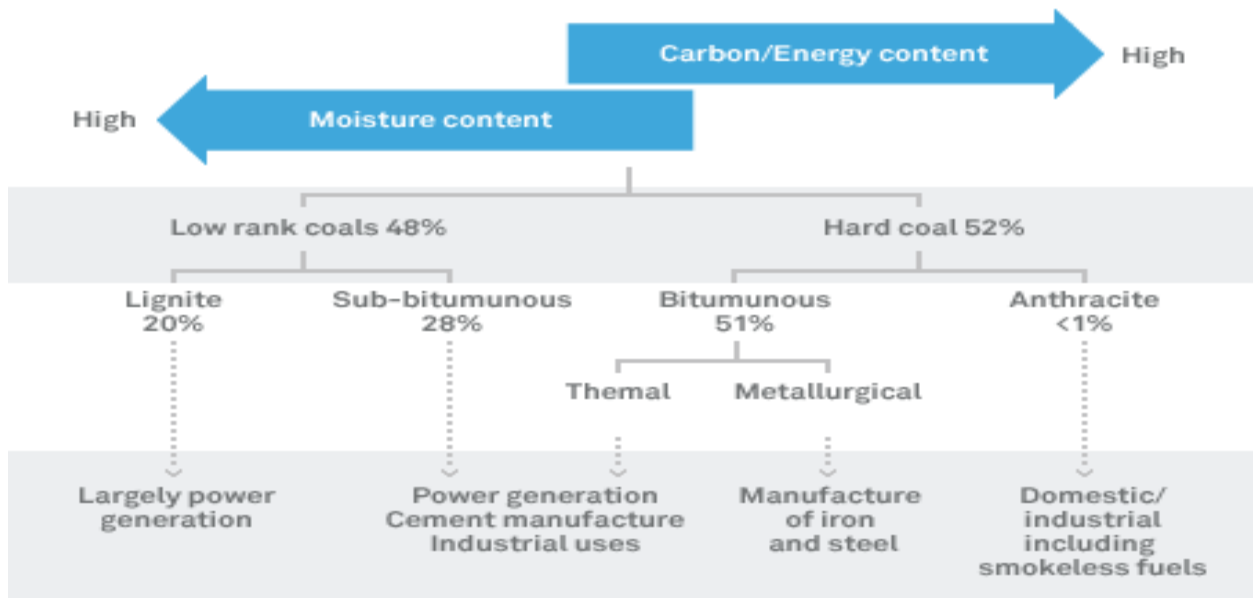 Carbon/Energy content
High
High
Moisture content
Low rank coals 48%
Hard coal 52%
Lignite
20%
Sub-bitumunous
28%
Bitumunous
51%
Anthracite
<1%
Themal
Metallurgical
Largely power
generation
Power generation
Cement manufacture
Industrial uses
Manufacture
of iron
and steel
Domestic/
industrial
including
smokeless fuels